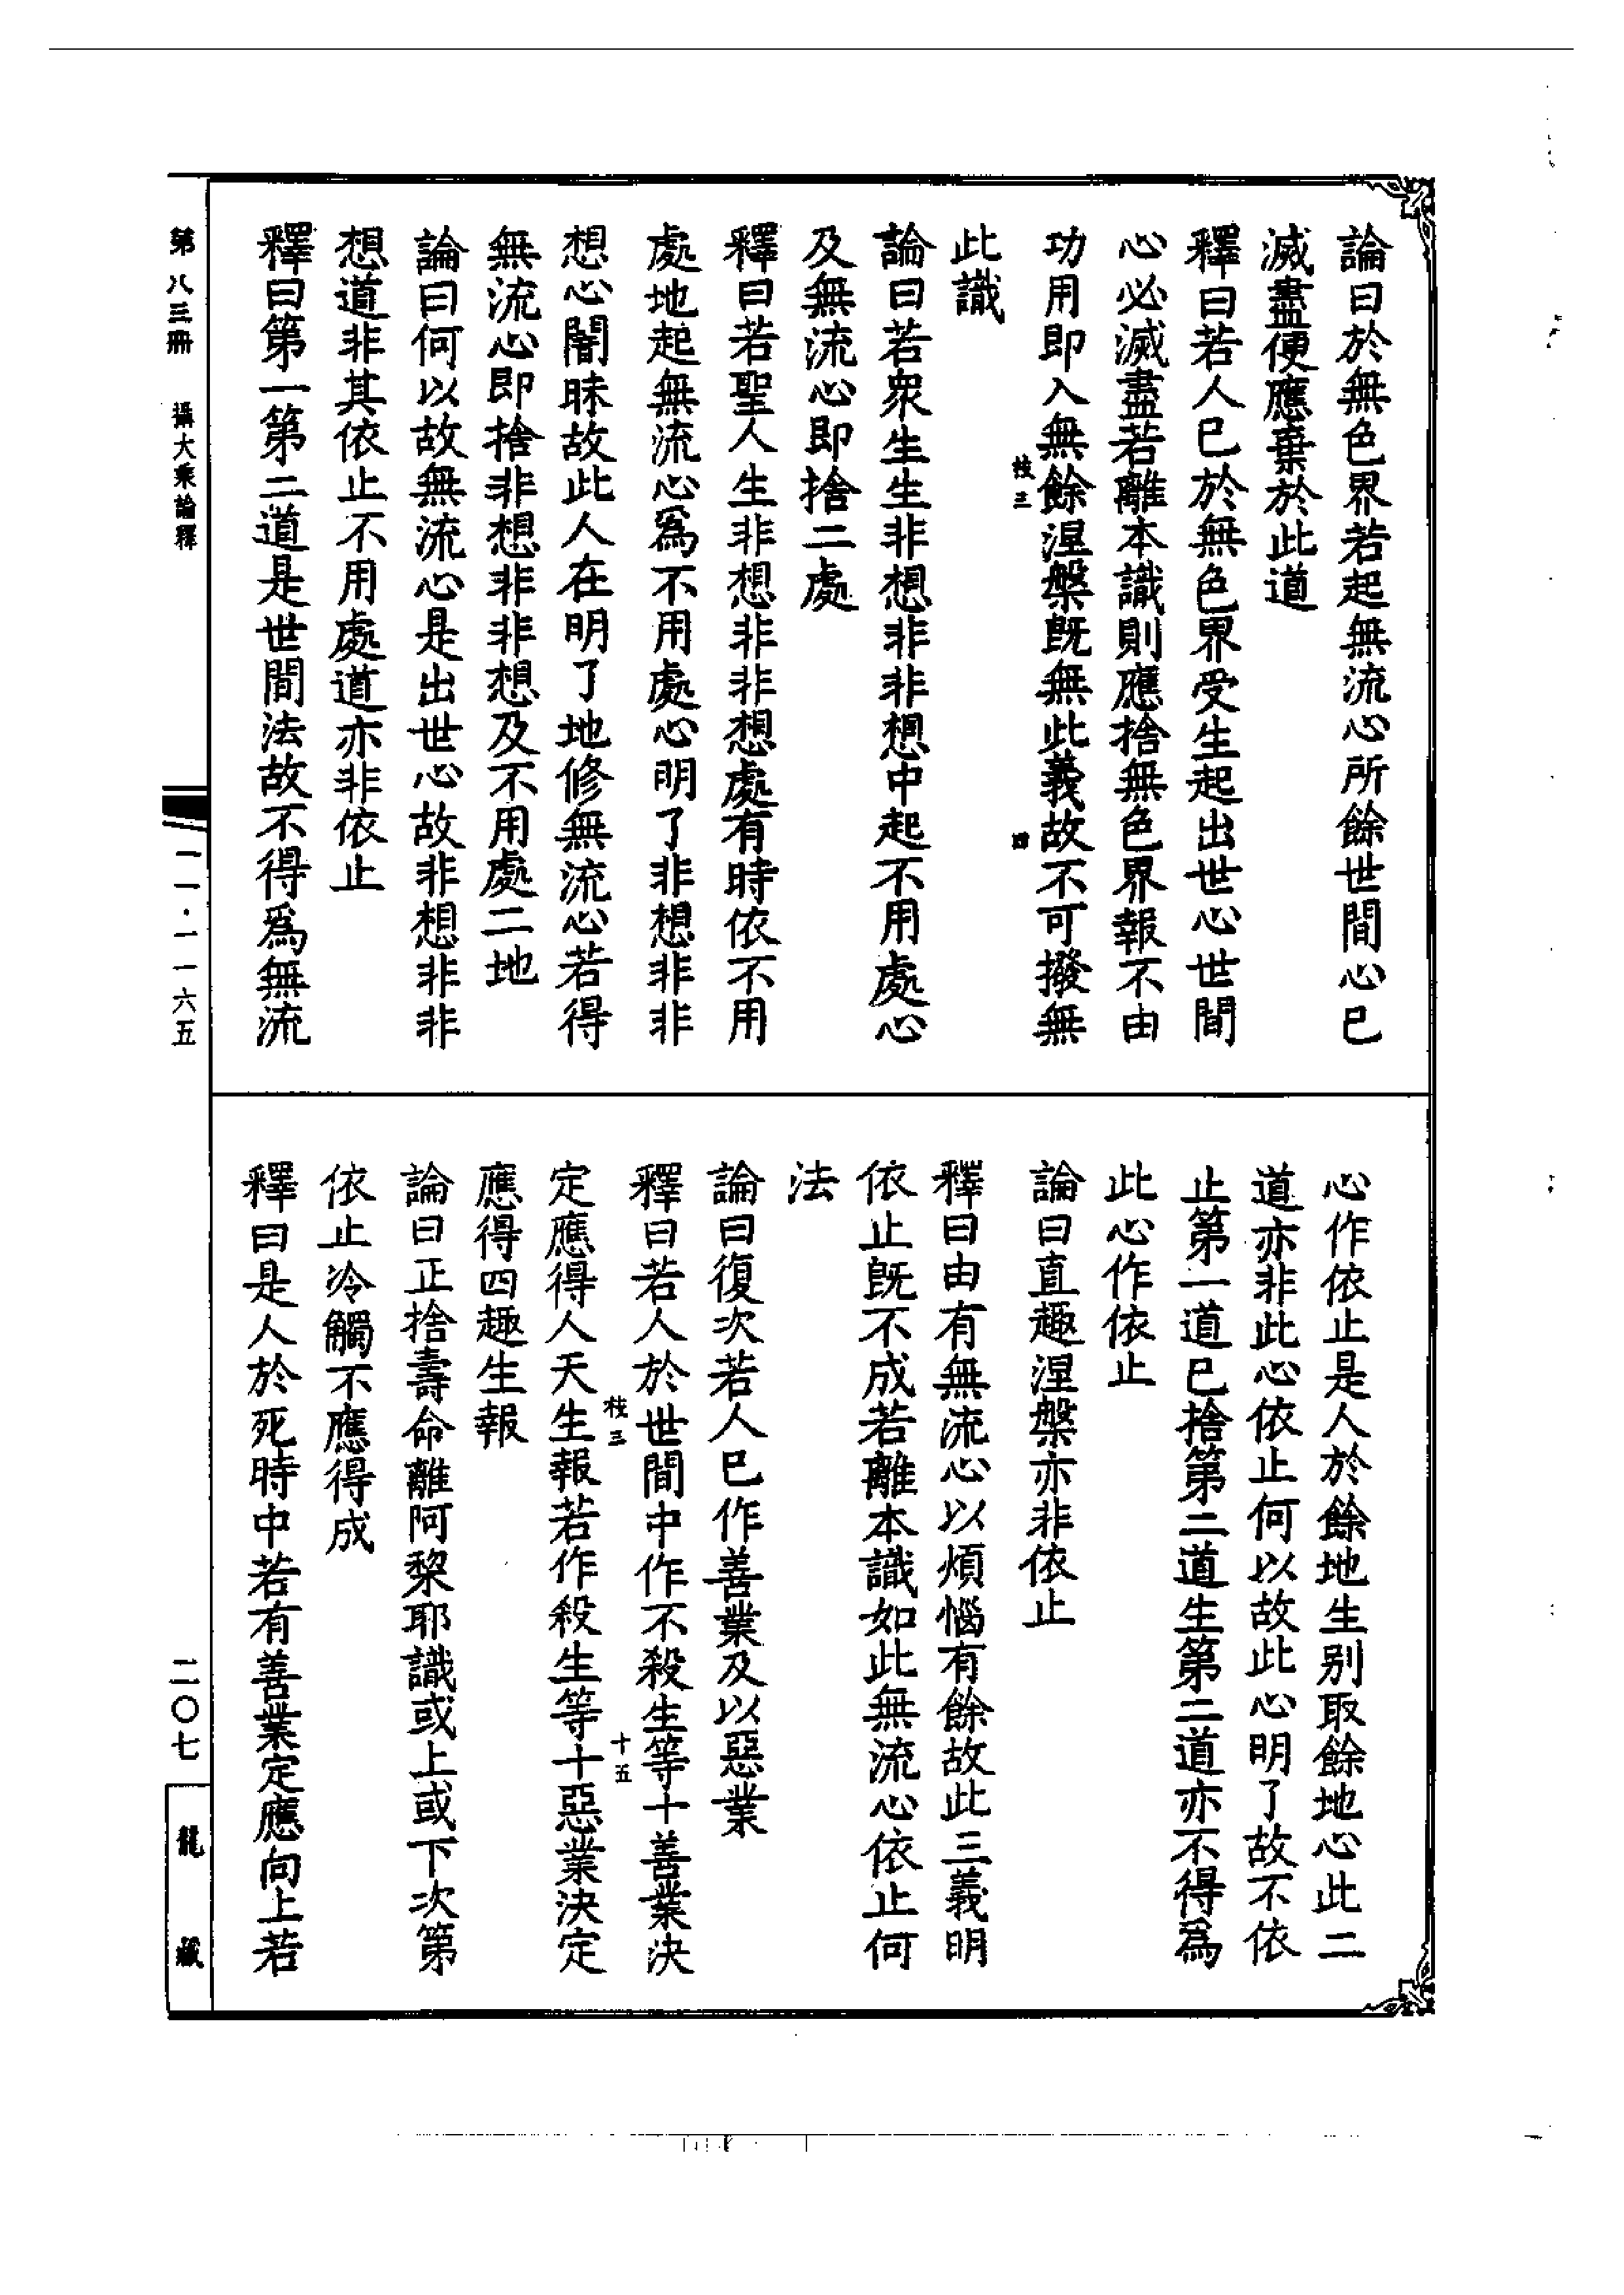 論曰於無色界若起無流心所餘世間心已
滅盡便應棄於此道
釋曰若人已於無色界受生起出世心世間
心必滅盡若離本識則應捨無色界報不由
功用即入無餘涅槃既無此義故不可撥無
枝三
四
此識
論曰若衆生生非想非非想中起不用處心
及無流心即捨二處
釋曰若聖人生非想非非想處有時依不用
處地起無流心爲不用處心明了非想非非
想心闇昧故此人在明了地修無流心若得
無流心即捨非想非非想及不用處二地
論曰何以故無流心是出世心故非想非非
想道非其依止不用處道亦非依止
釋曰第一第二道是世間法故不得爲無流
心作依止是人於餘地生别取餘地心此二
道亦非此心依止何以故此心明了故不依
止第一道已捨第二道生第二道亦不得爲
此心作依止
論曰直趣涅槃亦非依止
釋曰由有無流心以煩惱有餘故此三義明
依止既不成若離本識如此無流心依止何
法
論曰復次若人已作善業及以惡業
釋曰若人於世間中作不殺生等十善業決
枝三
十五
定應得人天生報若作殺生等十惡業決定
應得四趣生報
論曰正捨壽命離阿黎耶識或上或下次第
依止冷觸不應得成
釋曰是人於死時中若有善業定應向上若
第八三冊
攝大乘論釋
一一·一一六五
二〇七
龍藏